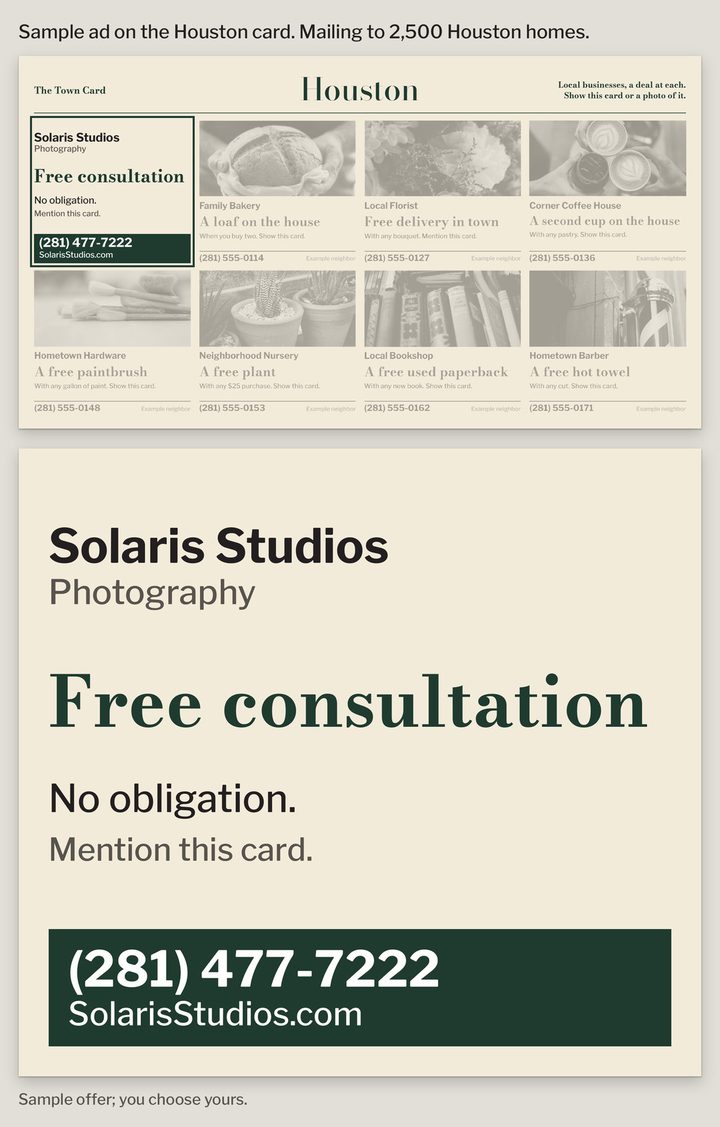 Sample ad on the Houston card. Mailing to 2,500 Houston homes.
The Town Card
Houston
Local businesses, a deal at each.
Show this card or a photo of it.
Solaris Studios
Photography
Free consultation
No obligation.
Mention this card.
(281) 477-7222
SolarisStudios.com
Family Bakery
A loaf on the house
When you buy two. Show this card.
(281) 555-0114
Example neighbor
Local Florist
Free delivery in town
With any bouquet. Mention this card.
(281) 555-0127
Example neighbor
Corner Coffee House
A second cup on the house
With any pastry. Show this card.
(281) 555-0136
Example neighbor
Hometown Hardware
A free paintbrush
With any gallon of paint. Show this card.
(281) 555-0148
Example neighbor
Neighborhood Nursery
A free plant
With any $25 purchase. Show this card.
(281) 555-0153
Example neighbor
Local Bookshop
A free used paperback
With any new book. Show this card.
(281) 555-0162
Example neighbor
Hometown Barber
A free hot towel
With any cut. Show this card.
(281) 555-0171
Example neighbor
Solaris Studios
Photography
Free consultation
No obligation.
Mention this card.
(281) 477-7222
SolarisStudios.com
Sample offer; you choose yours.